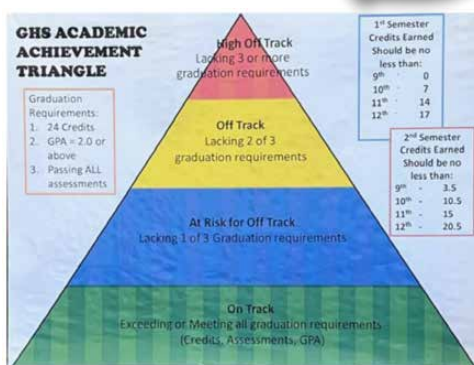 GHS ACADEMIC
ACHIEVEMENT
TRIANGLE
Graduation
Requirements:
1. 24 Credits
2. GPA = 2.0 or
above
3. Passing ALL
assessments
High Off Track
Lacking 3 or more
graduation requirements
Off Track
Lacking 2 of 3
graduation requirements
At Risk for Off Track
Lacking 1 of 3 Graduation requirements
On Track
Exceeding or Meeting all graduation requirements
(Credits, Assessments, GPA)
1st Semester
Credits Earned
Should be no
less than:
9th - 0
10th - 7
11th - 14
12th - 17
2nd Semester
Credits Earned
Should be no
less than:
9th - 3.5
10th - 10.5
11th - 15
12th - 20.5